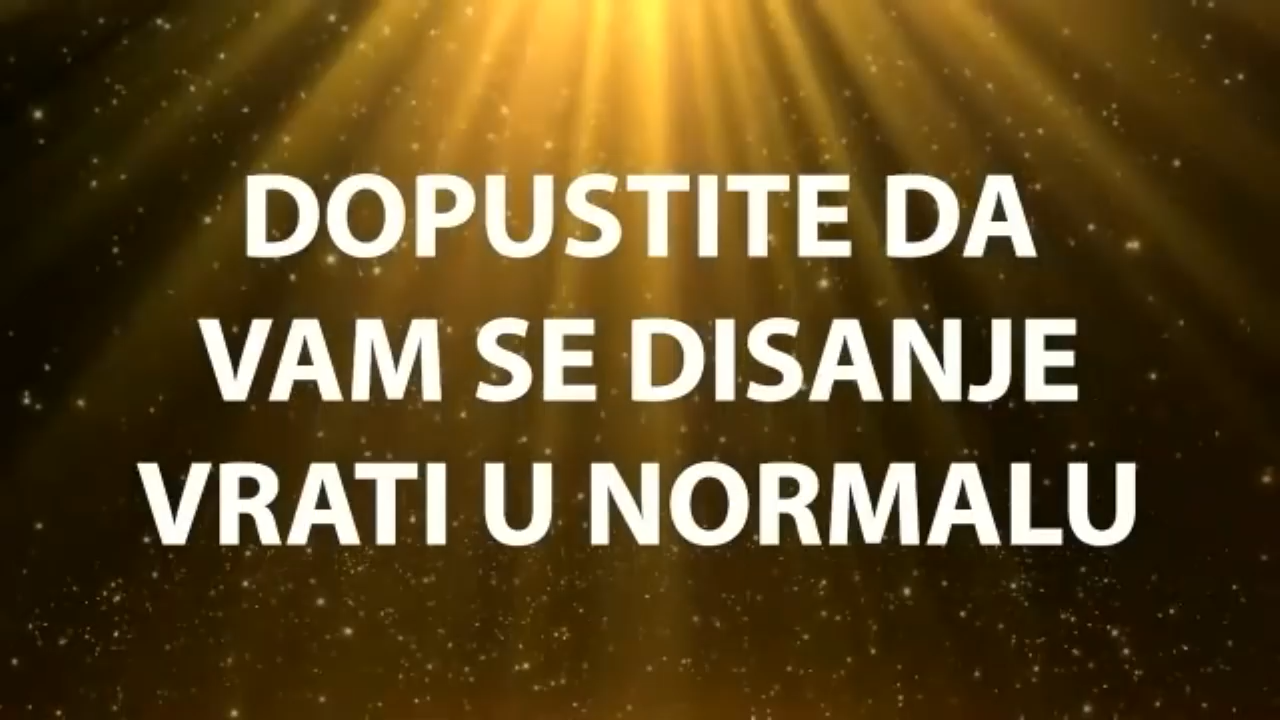 DOPUSTITE DA
VAM SE DISANJE
VRATI U NORMALU